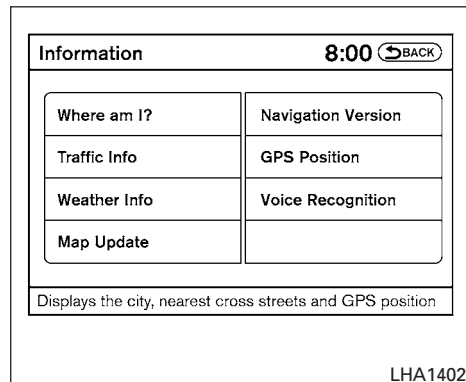 Information 8:00 BACK
Where am I? Navigation Version
Traffic Info GPS Position
Weather Info Voice Recognition
Map Update
Displays the city, nearest cross streets and GPS position
LHA1402